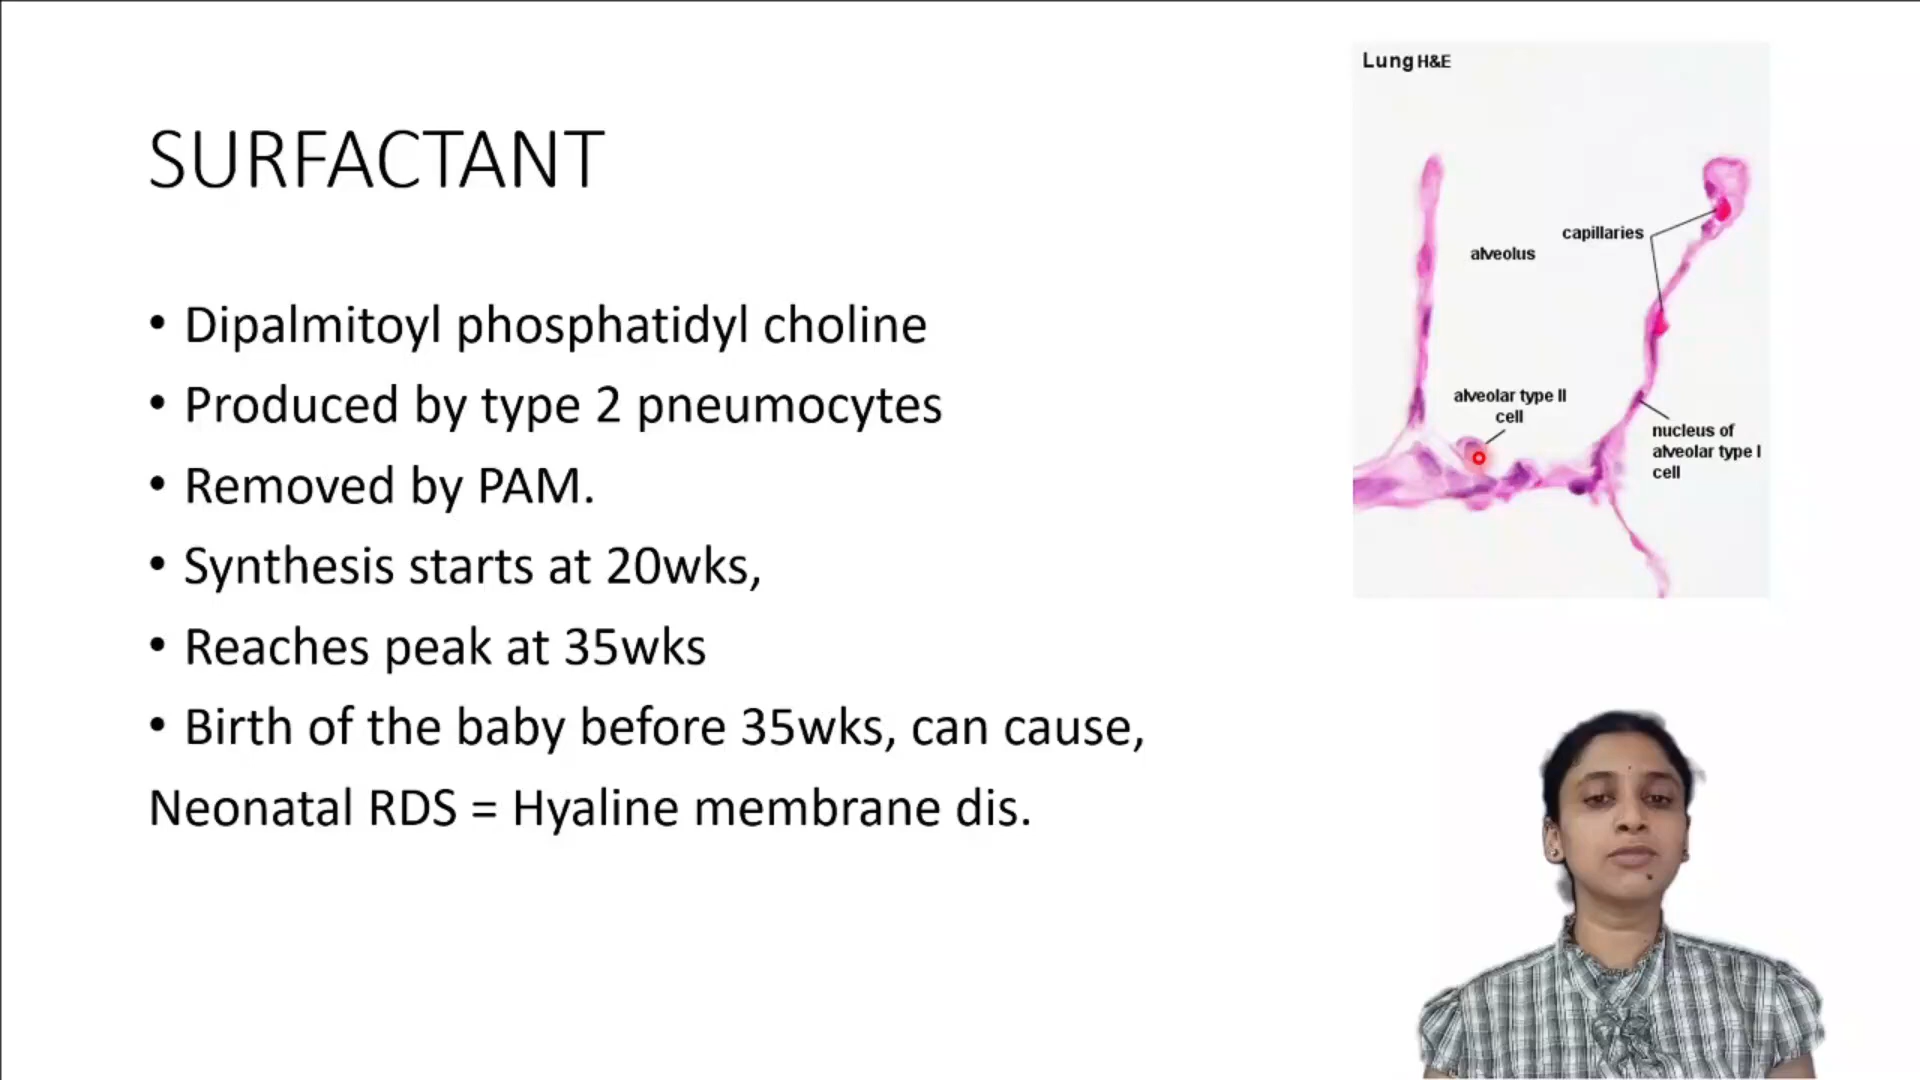 SURFACTANT
• Dipalmitoyl phosphatidyl choline
• Produced by type 2 pneumocytes
• Removed by PAM.
• Synthesis starts at 20wks,
• Reaches peak at 35wks
• Birth of the baby before 35wks, can cause,
Neonatal RDS = Hyaline membrane dis.
Lung H&E
capillaries
alveolus
alveolar type II
cell
nucleus of
alveolar type I
cell